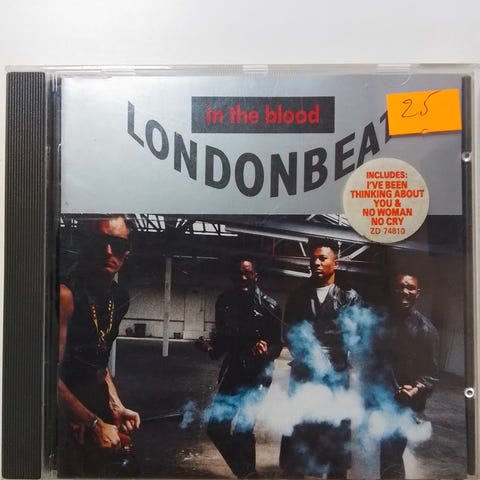 in the blood
LONDONBEAT
25
INCLUDES:
I'VE BEEN
THINKING ABOUT
YOU &
NO WOMAN
NO CRY
ZD 74810